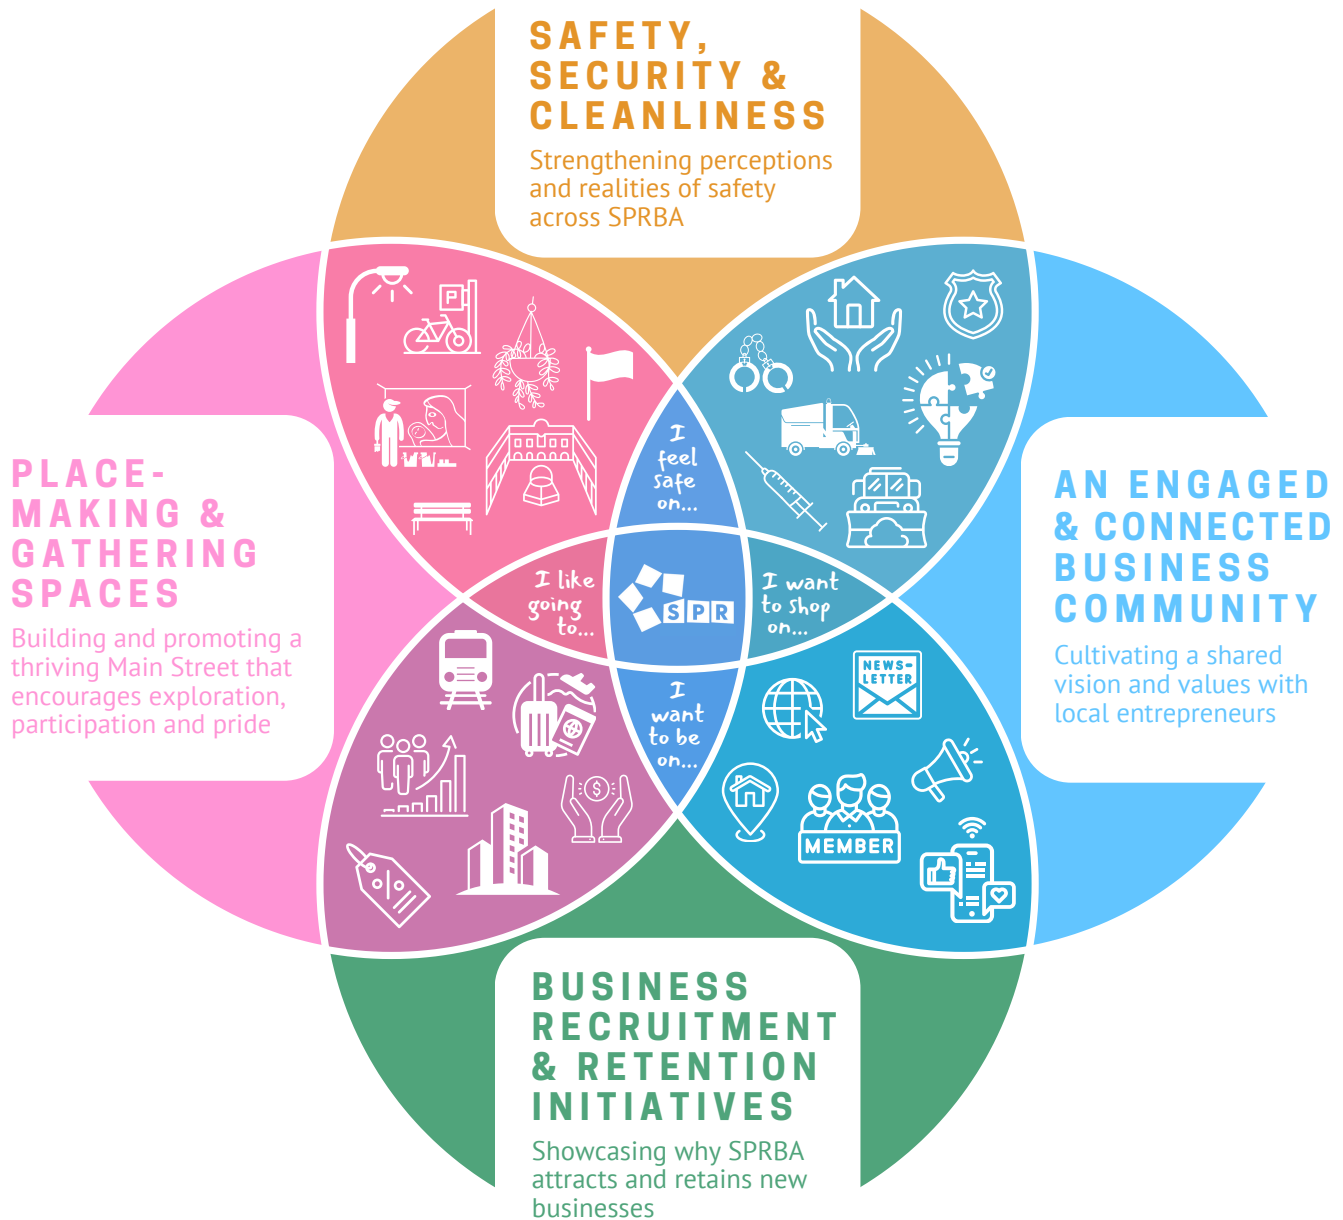 SAFETY,
SECURITY &
CLEANLINESS
Strengthening perceptions
and realities of safety
across SPRBA
P
I
feel
safe
on...
PLACE-
MAKING &
GATHERING
SPACES
Building and promoting a
thriving Main Street that
encourages exploration,
participation and pride
AN ENGAGED
& CONNECTED
BUSINESS
COMMUNITY
Cultivating a shared
vision and values with
local entrepreneurs
I like
going
to...
SPR
I want
to shop
on...
I
want
to be
on...
NEWS-
LETTER
$
%
MEMBER
BUSINESS
RECRUITMENT
& RETENTION
INITIATIVES
Showcasing why SPRBA
attracts and retains new
businesses